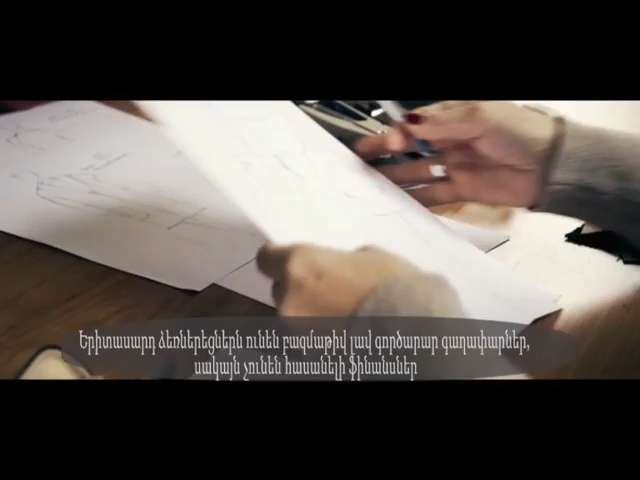 Երիտասարդ ձեռներեցներն ունեն բազմաթիվ լավ գործարար գաղափարներ,
սակայն չունեն հասանելի ֆինանսներ